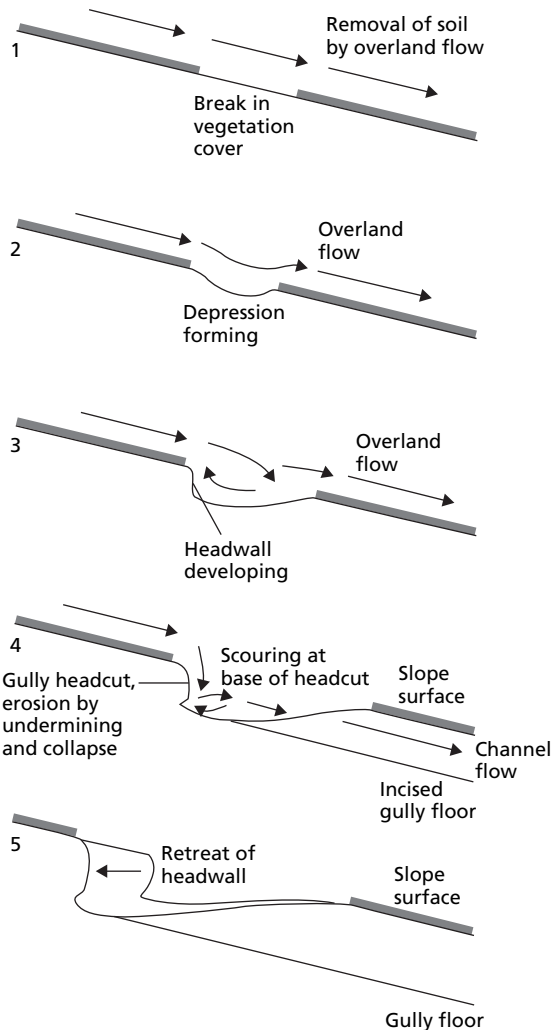 1
Removal of soil
by overland flow
Break in
vegetation
cover
2
Overland
flow
Depression
forming
3
Overland
flow
Headwall
developing
4
Gully headcut,
erosion by
undermining
and collapse
Scouring at
base of headcut
Slope
surface
Channel
flow
Incised
gully floor
5
Retreat of
headwall
Slope
surface
Gully floor